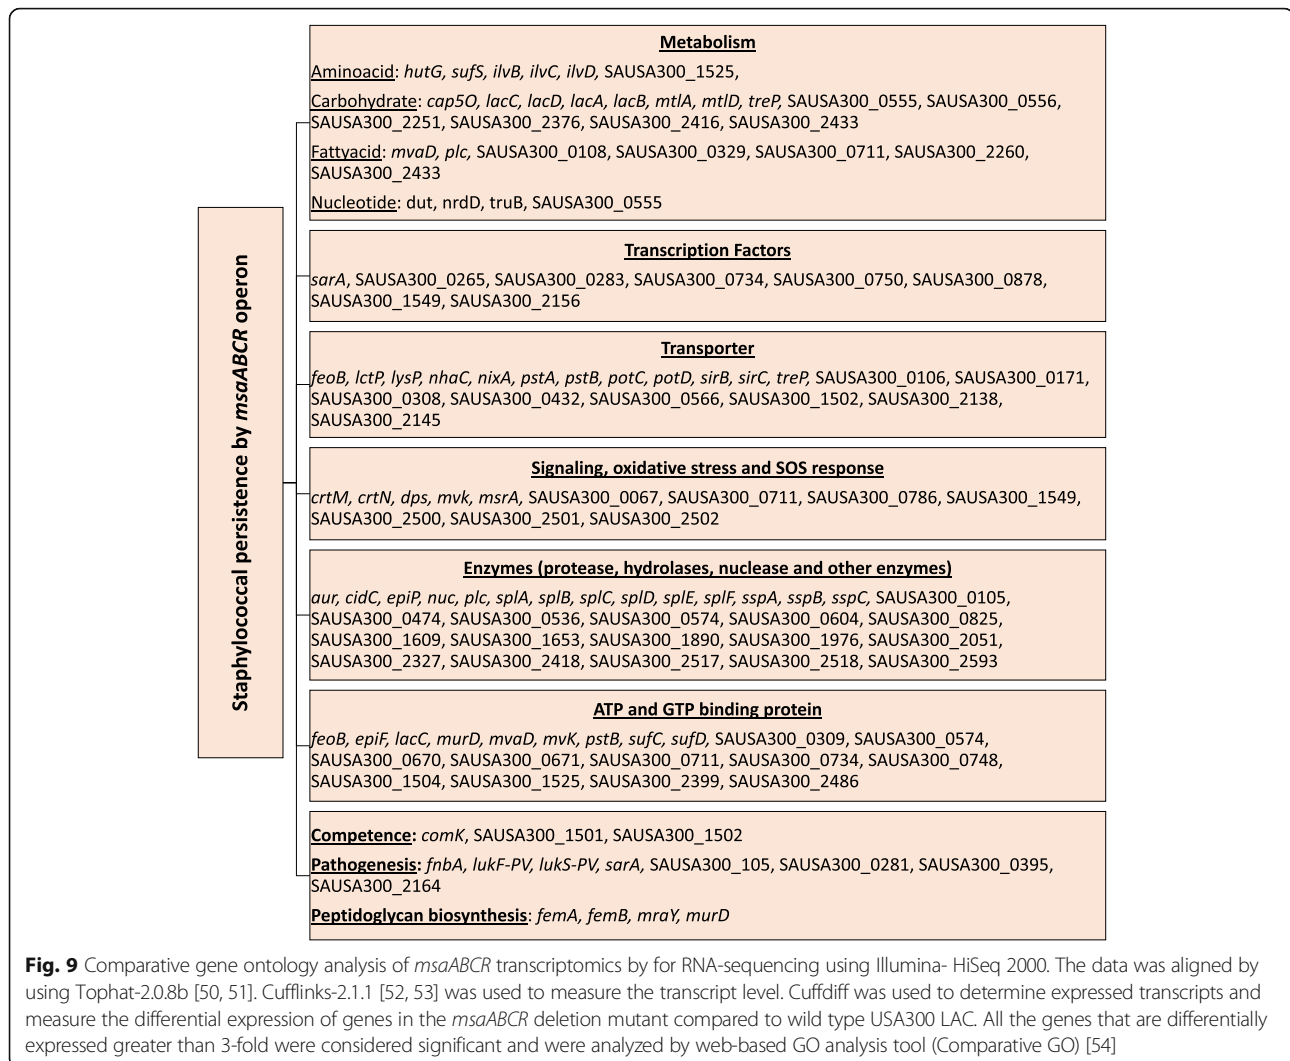 Staphylococcal persistence by msaABCR operon
Metabolism
Aminoacid: hutG, sufS, ilvB, ilvC, ilvD, SAUSA300_1525,
Carbohydrate: cap5O, lacC, lacD, lacA, lacB, mtlA, mtlD, treP, SAUSA300_0555, SAUSA300_0556,
SAUSA300_2251, SAUSA300_2376, SAUSA300_2416, SAUSA300_2433
Fattyacid: mvaD, plc, SAUSA300_0108, SAUSA300_0329, SAUSA300_0711, SAUSA300_2260,
SAUSA300_2433
Nucleotide: dut, nrdD, truB, SAUSA300_0555
Transcription Factors
sarA, SAUSA300_0265, SAUSA300_0283, SAUSA300_0734, SAUSA300_0750, SAUSA300_0878,
SAUSA300_1549, SAUSA300_2156
Transporter
feoB, lctP, lysP, nhaC, nixA, pstA, pstB, potC, potD, sirB, sirC, treP, SAUSA300_0106, SAUSA300_0171,
SAUSA300_0308, SAUSA300_0432, SAUSA300_0566, SAUSA300_1502, SAUSA300_2138,
SAUSA300_2145
Signaling, oxidative stress and SOS response
crtM, crtN, dps, mvk, msrA, SAUSA300_0067, SAUSA300_0711, SAUSA300_0786, SAUSA300_1549,
SAUSA300_2500, SAUSA300_2501, SAUSA300_2502
Enzymes (protease, hydrolases, nuclease and other enzymes)
aur, cidC, epiP, nuc, plc, splA, splB, splC, splD, splE, splF, sspA, sspB, sspC, SAUSA300_0105,
SAUSA300_0474, SAUSA300_0536, SAUSA300_0574, SAUSA300_0604, SAUSA300_0825,
SAUSA300_1609, SAUSA300_1653, SAUSA300_1890, SAUSA300_1976, SAUSA300_2051,
SAUSA300_2327, SAUSA300_2418, SAUSA300_2517, SAUSA300_2518, SAUSA300_2593
ATP and GTP binding protein
feoB, epiF, lacC, murD, mvaD, mvK, pstB, sufC, sufD, SAUSA300_0309, SAUSA300_0574,
SAUSA300_0670, SAUSA300_0671, SAUSA300_0711, SAUSA300_0734, SAUSA300_0748,
SAUSA300_1504, SAUSA300_1525, SAUSA300_2399, SAUSA300_2486
Competence: comK, SAUSA300_1501, SAUSA300_1502
Pathogenesis: fnbA, lukF-PV, lukS-PV, sarA, SAUSA300_105, SAUSA300_0281, SAUSA300_0395,
SAUSA300_2164
Peptidoglycan biosynthesis: femA, femB, mraY, murD
Fig. 9 Comparative gene ontology analysis of msaABCR transcriptomics by for RNA-sequencing using Illumina- HiSeq 2000. The data was aligned by
using Tophat-2.0.8b [50, 51]. Cufflinks-2.1.1 [52, 53] was used to measure the transcript level. Cuffdiff was used to determine expressed transcripts and
measure the differential expression of genes in the msaABCR deletion mutant compared to wild type USA300 LAC. All the genes that are differentially
expressed greater than 3-fold were considered significant and were analyzed by web-based GO analysis tool (Comparative GO) [54]